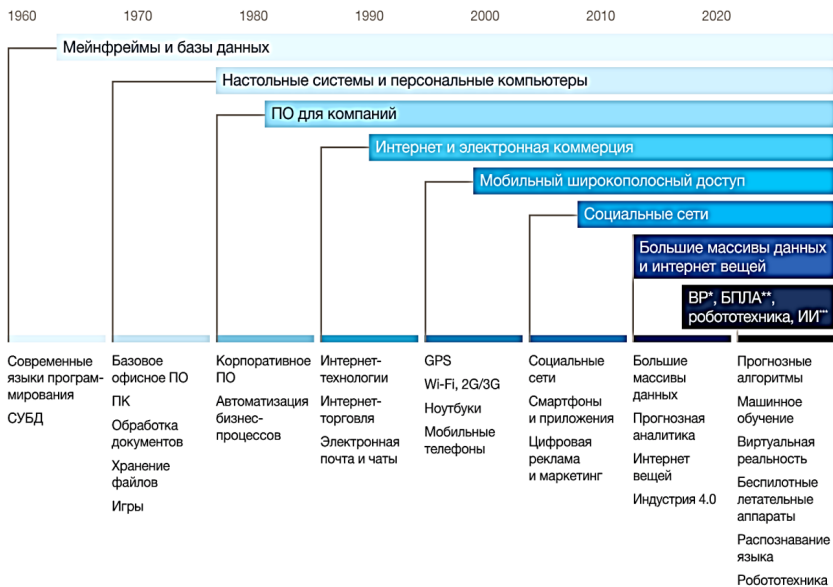 1960 1970 1980 1990 2000 2010 2020
Мейнфреймы и базы данных
Настольные системы и персональные компьютеры
ПО для компаний
Интернет и электронная коммерция
Мобильный широкополосный доступ
Социальные сети
Большие массивы данных
и интернет вещей
ВР*, БПЛА**,
робототехника, ИИ***
Современные
языки програм-
мирования
СУБД
Базовое
офисное ПО
ПК
Обработка
документов
Хранение
файлов
Игры
Корпоративное
ПО
Автоматизация
бизнес-
процессов
Интернет-
технологии
Интернет-
торговля
Электронная
почта и чаты
GPS
Wi-Fi, 2G/3G
Ноутбуки
Мобильные
телефоны
Социальные
сети
Смартфоны
и приложения
Цифровая
реклама
и маркетинг
Большие
массивы
данных
Прогнозная
аналитика
Интернет
вещей
Индустрия 4.0
Прогнозные
алгоритмы
Машинное
обучение
Виртуальная
реальность
Беспилотные
летательные
аппараты
Распознавание
языка
Робототехника